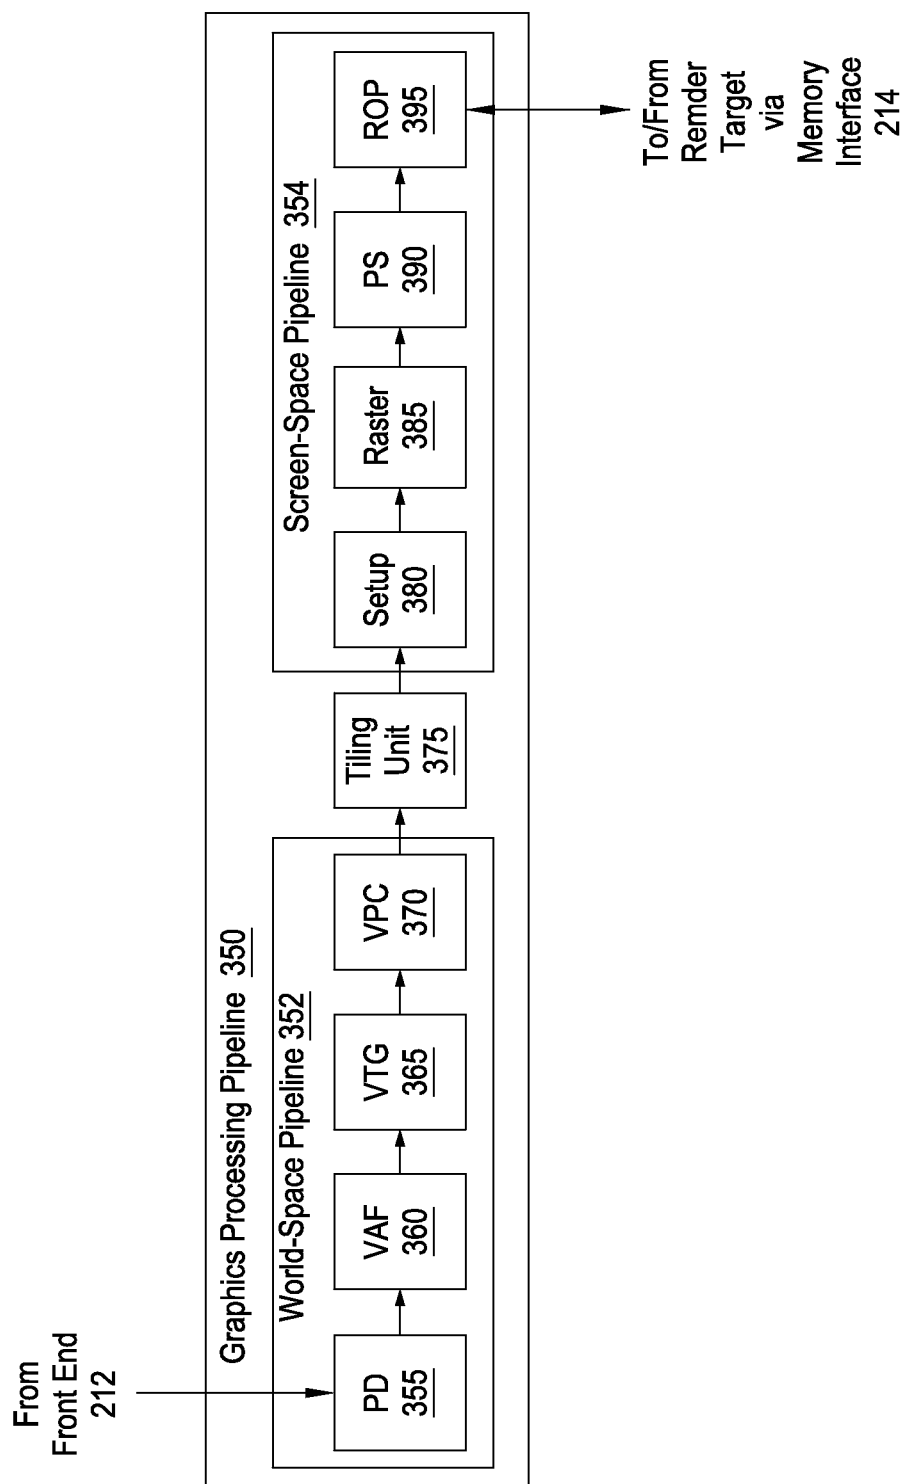 From
Front End
212
Graphics Processing Pipeline 350
World-Space Pipeline 352
PD
355
VAF
360
VTG
365
VPC
370
Tiling
Unit
375
Screen-Space Pipeline 354
Setup
380
Raster
385
PS
390
ROP
395
To/From
Remder
Target
via
Memory
Interface
214